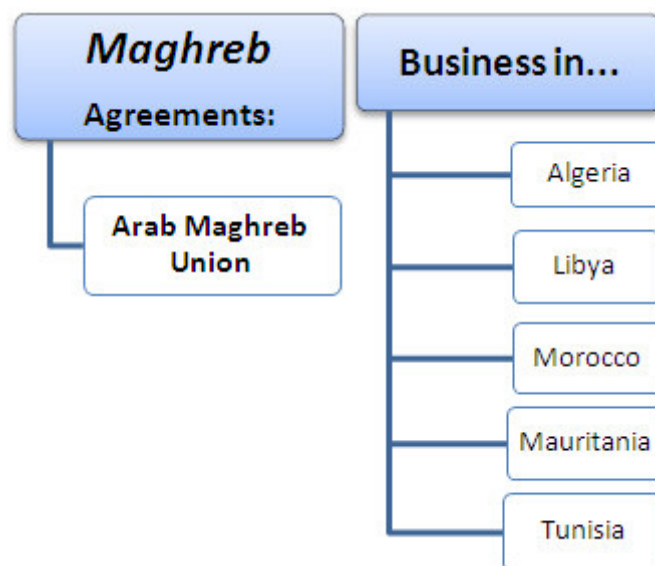 Maghreb
Agreements:
Arab Maghreb
Union
Business in...
Algeria
Libya
Morocco
Mauritania
Tunisia